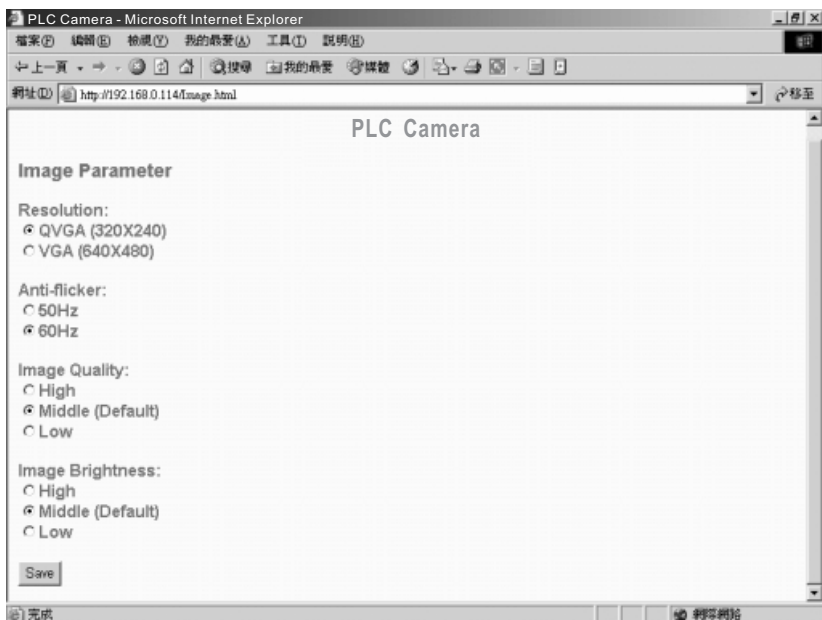 PLC Camera - Microsoft Internet Explorer
檔案(F) 編輯(E) 檢視(V) 我的最愛(A) 工具(T) 說明(H)
上一頁 搜尋 我的最愛 媒體
網址(D) http://192.168.0.114/Image.html 移至
PLC Camera
Image Parameter
Resolution:
QVGA (320X240)
VGA (640X480)
Anti-flicker:
50Hz
60Hz
Image Quality:
High
Middle (Default)
Low
Image Brightness:
High
Middle (Default)
Low
Save
完成 網際網路